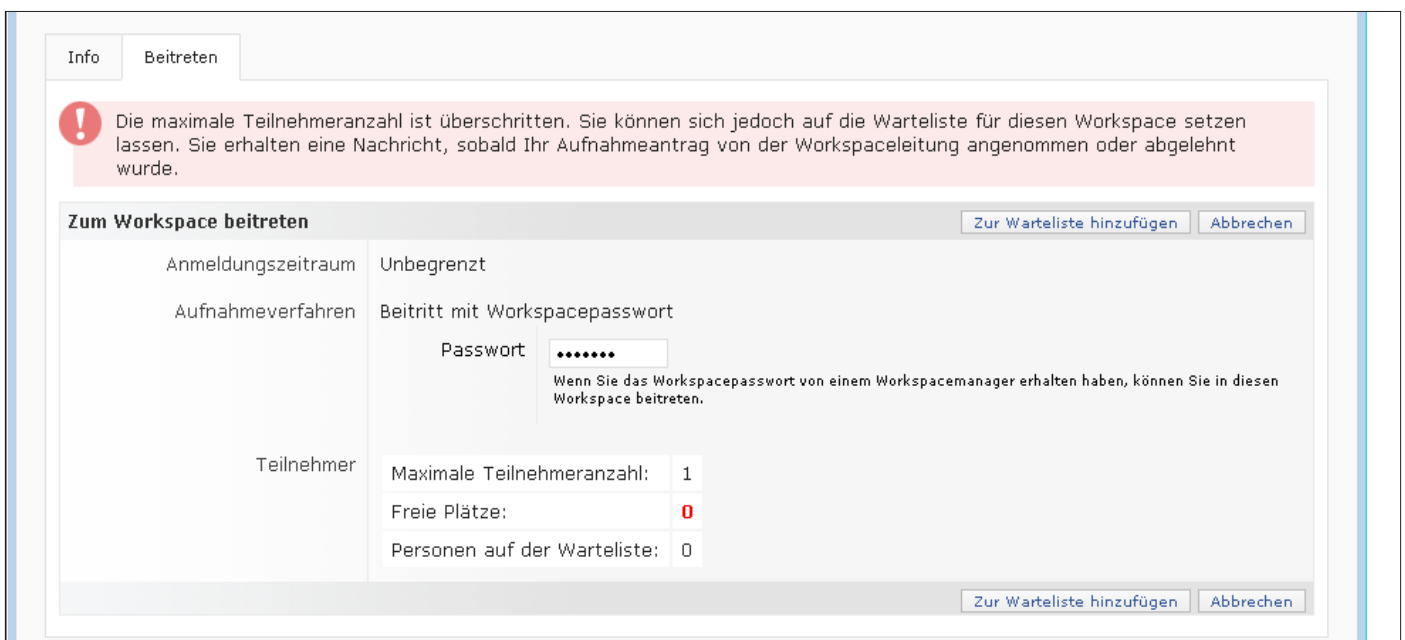 Info Beitreten
Die maximale Teilnehmeranzahl ist überschritten. Sie können sich jedoch auf die Warteliste für diesen Workspace setzen
lassen. Sie erhalten eine Nachricht, sobald Ihr Aufnahmeantrag von der Workspaceleitung angenommen oder abgelehnt
wurde.
Zum Workspace beitreten Zur Warteliste hinzufügen Abbrechen
Anmeldungszeitraum Unbegrenzt
Aufnahmeverfahren Beitritt mit Workspacepasswort
Passwort •••••••
Wenn Sie das Workspacepasswort von einem Workspacemanager erhalten haben, können Sie in diesen
Workspace beitreten.
Teilnehmer
Maximale Teilnehmeranzahl: 1
Freie Plätze: 0
Personen auf der Warteliste: 0
Zur Warteliste hinzufügen Abbrechen